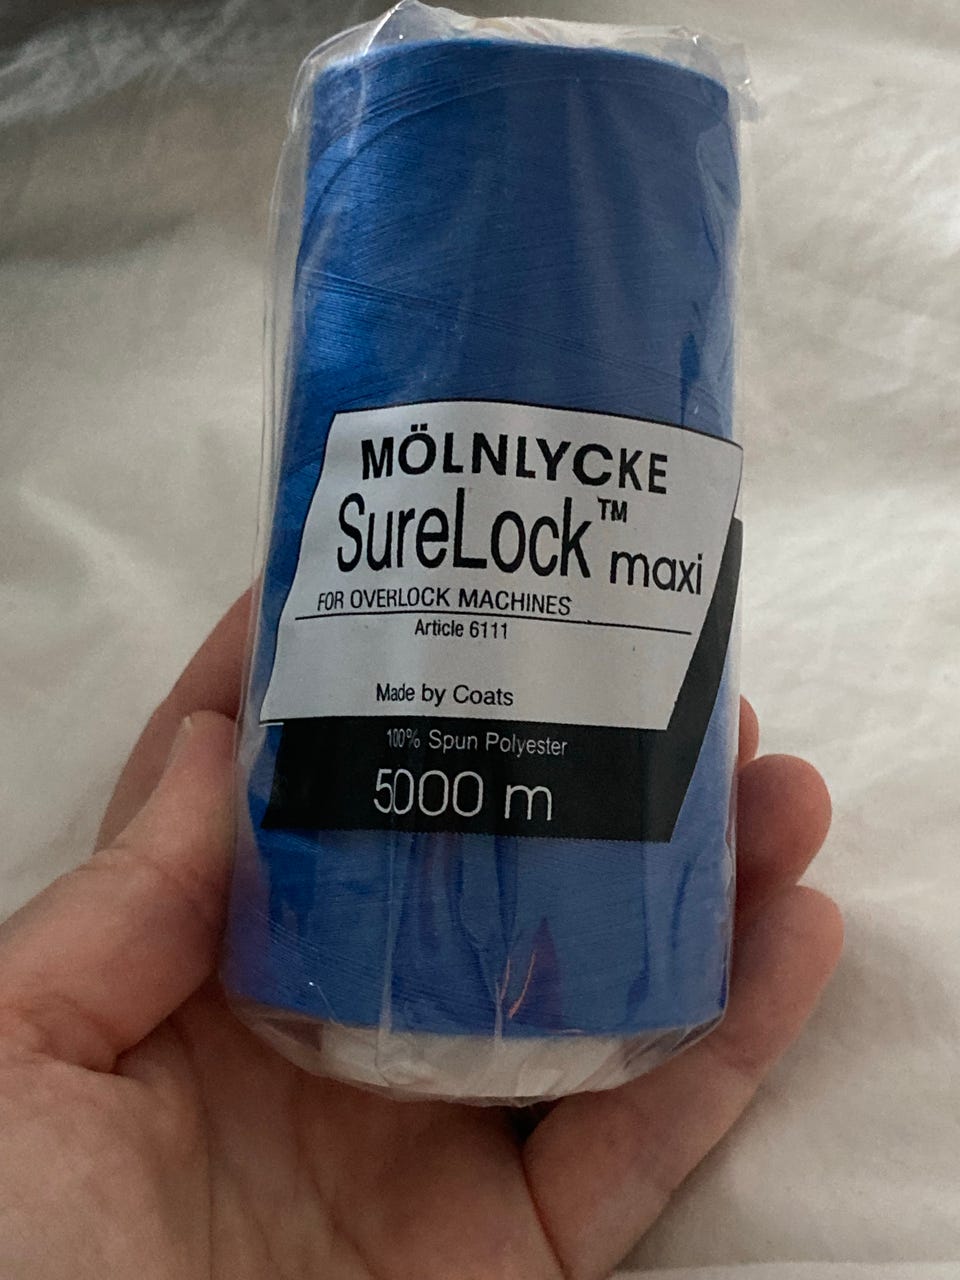 MÖLNLYCKE
SureLock™ maxi
FOR OVERLOCK MACHINES
Article 6111
Made by Coats
100% Spun Polyester
5000 m